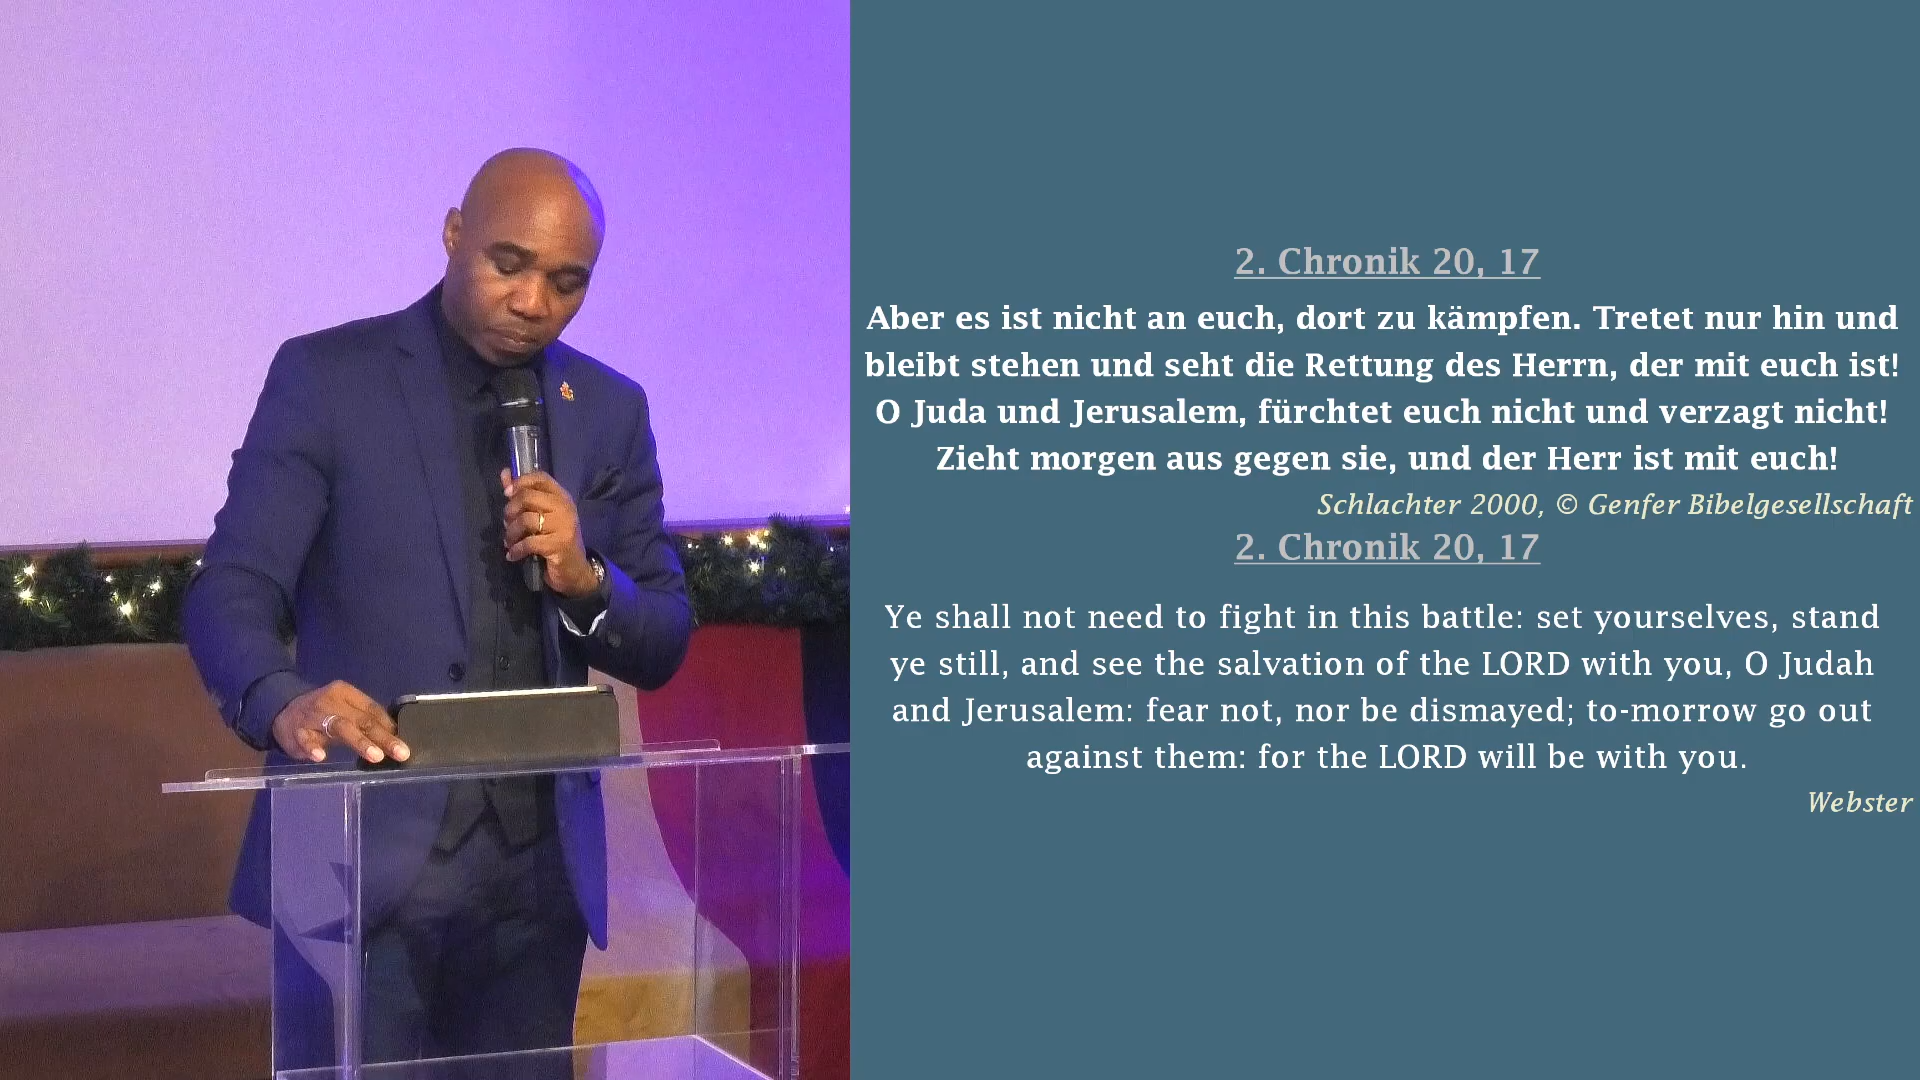 2. Chronik 20, 17
Aber es ist nicht an euch, dort zu kämpfen. Tretet nur hin und
bleibt stehen und seht die Rettung des Herrn, der mit euch ist!
O Juda und Jerusalem, fürchtet euch nicht und verzagt nicht!
Zieht morgen aus gegen sie, und der Herr ist mit euch!
Schlachter 2000, © Genfer Bibelgesellschaft
2. Chronik 20, 17
Ye shall not need to fight in this battle: set yourselves, stand
ye still, and see the salvation of the LORD with you, O Judah
and Jerusalem: fear not, nor be dismayed; to-morrow go out
against them: for the LORD will be with you.
Webster